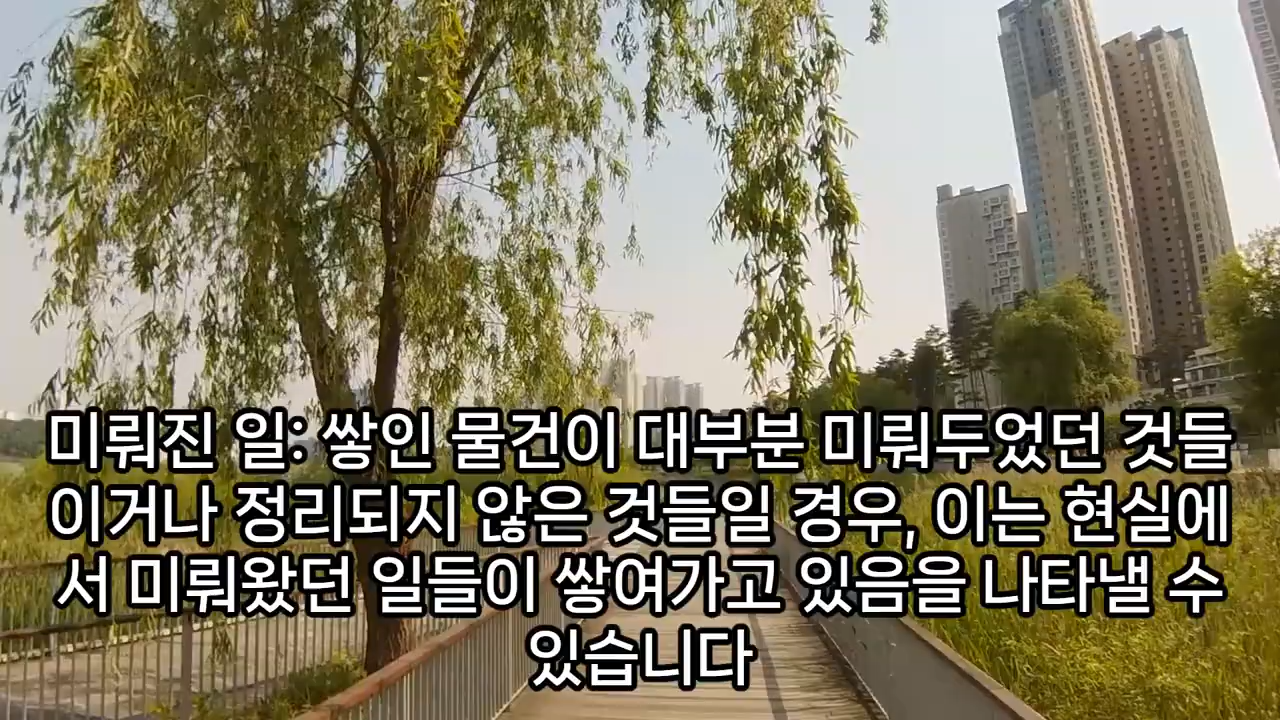 미뤄진 일: 쌓인 물건이 대부분 미뤄두었던 것들
이거나 정리되지 않은 것들일 경우, 이는 현실에
서 미뤄왔던 일들이 쌓여가고 있음을 나타낼 수
있습니다